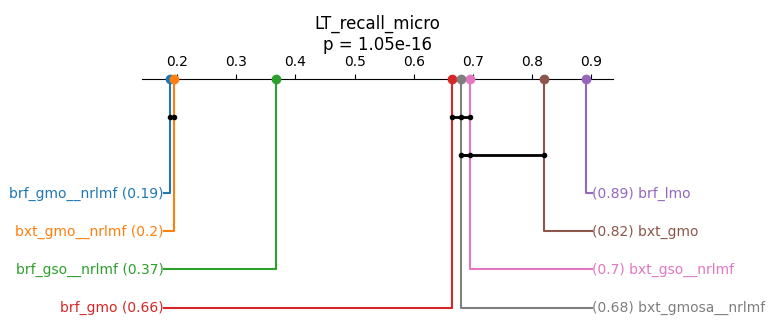 LT_recall_micro
p = 1.05e-16
0.2 0.3 0.4 0.5 0.6 0.7 0.8 0.9
brf_gmo__nrlmf (0.19) (0.89) brf_lmo
bxt_gmo__nrlmf (0.2) (0.82) bxt_gmo
brf_gso__nrlmf (0.37) (0.7) bxt_gso__nrlmf
brf_gmo (0.66) (0.68) bxt_gmosa__nrlmf